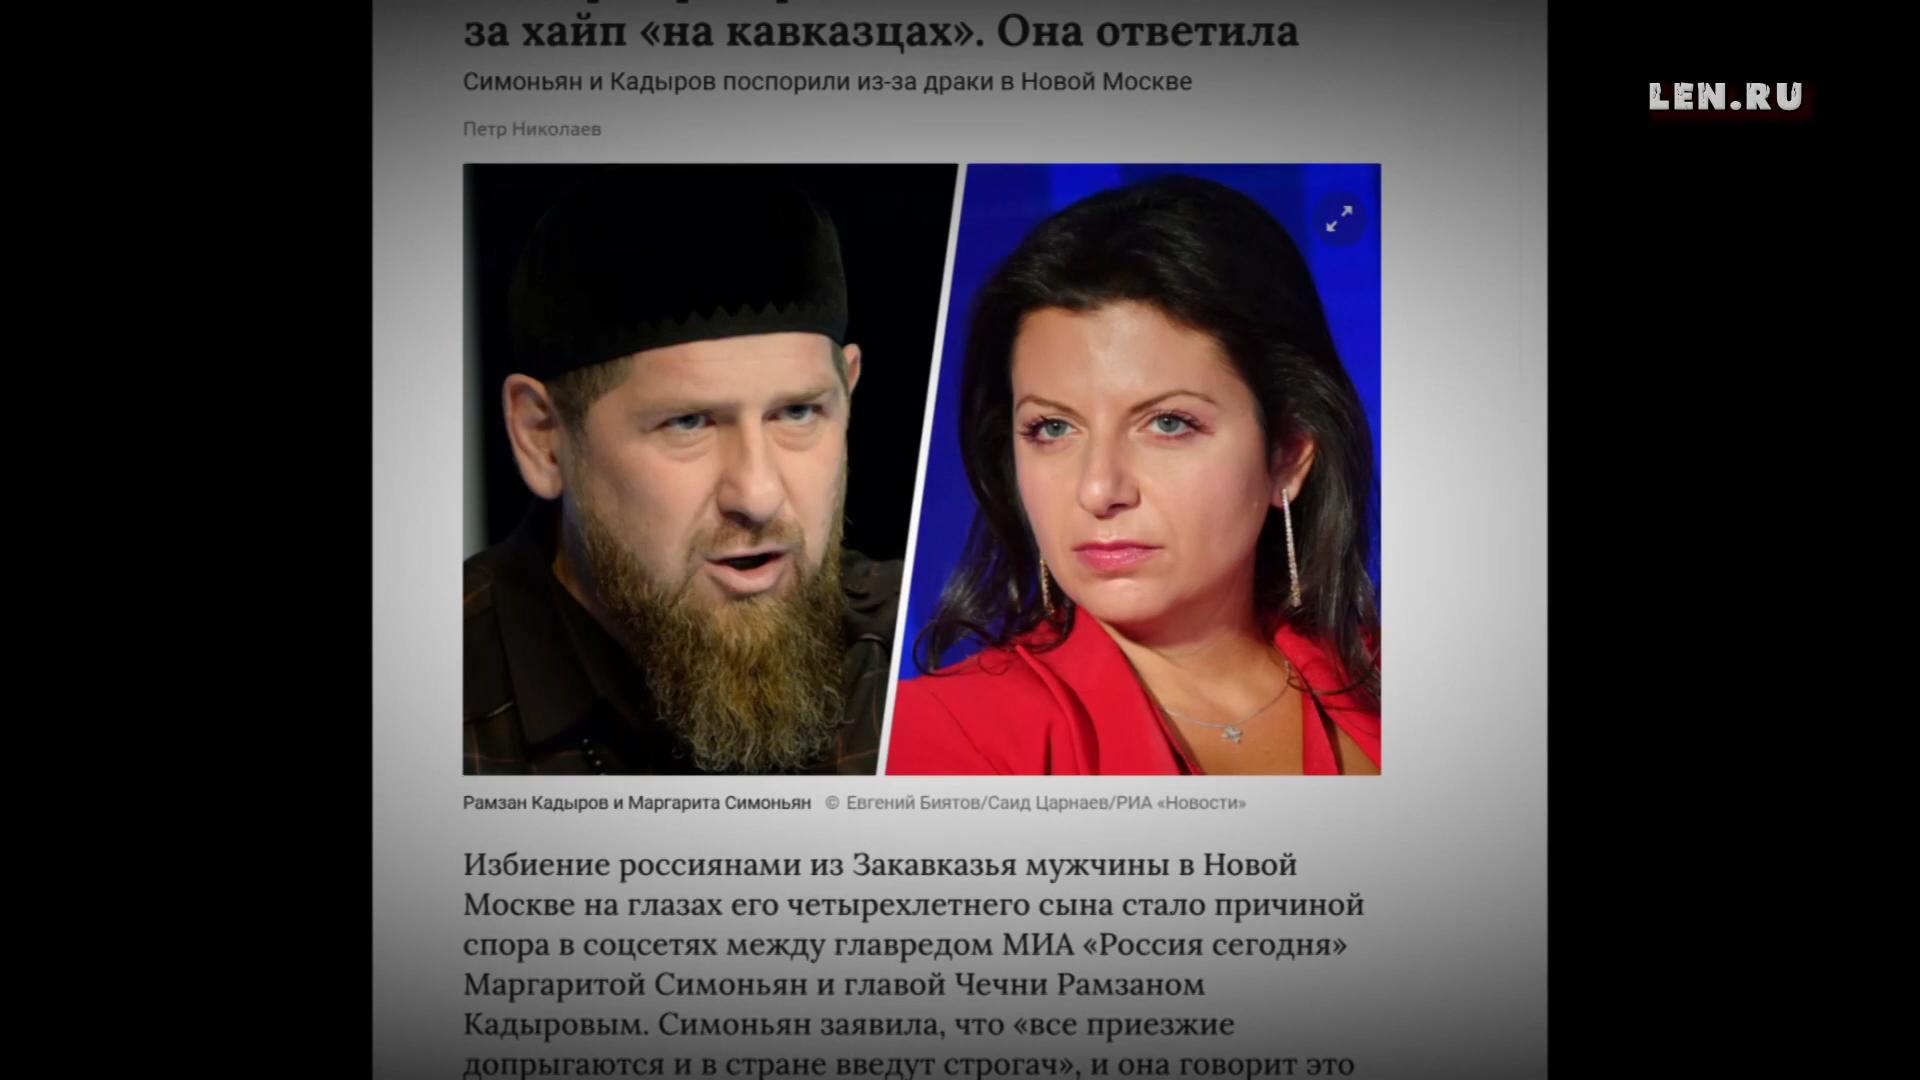 за хайп «на кавказцах». Она ответила
Симоньян и Кадыров поспорили из-за драки в Новой Москве
LEN.RU
Петр Николаев
Рамзан Кадыров и Маргарита Симоньян © Евгений Биятов/Саид Царнаев/РИА «Новости»
Избиение россиянами из Закавказья мужчины в Новой
Москве на глазах его четырехлетнего сына стало причиной
спора в соцсетях между главредом МИА «Россия сегодня»
Маргаритой Симоньян и главой Чечни Рамзаном
Кадыровым. Симоньян заявила, что «все приезжие
допрыгаются и в стране введут строгач», и она говорит это